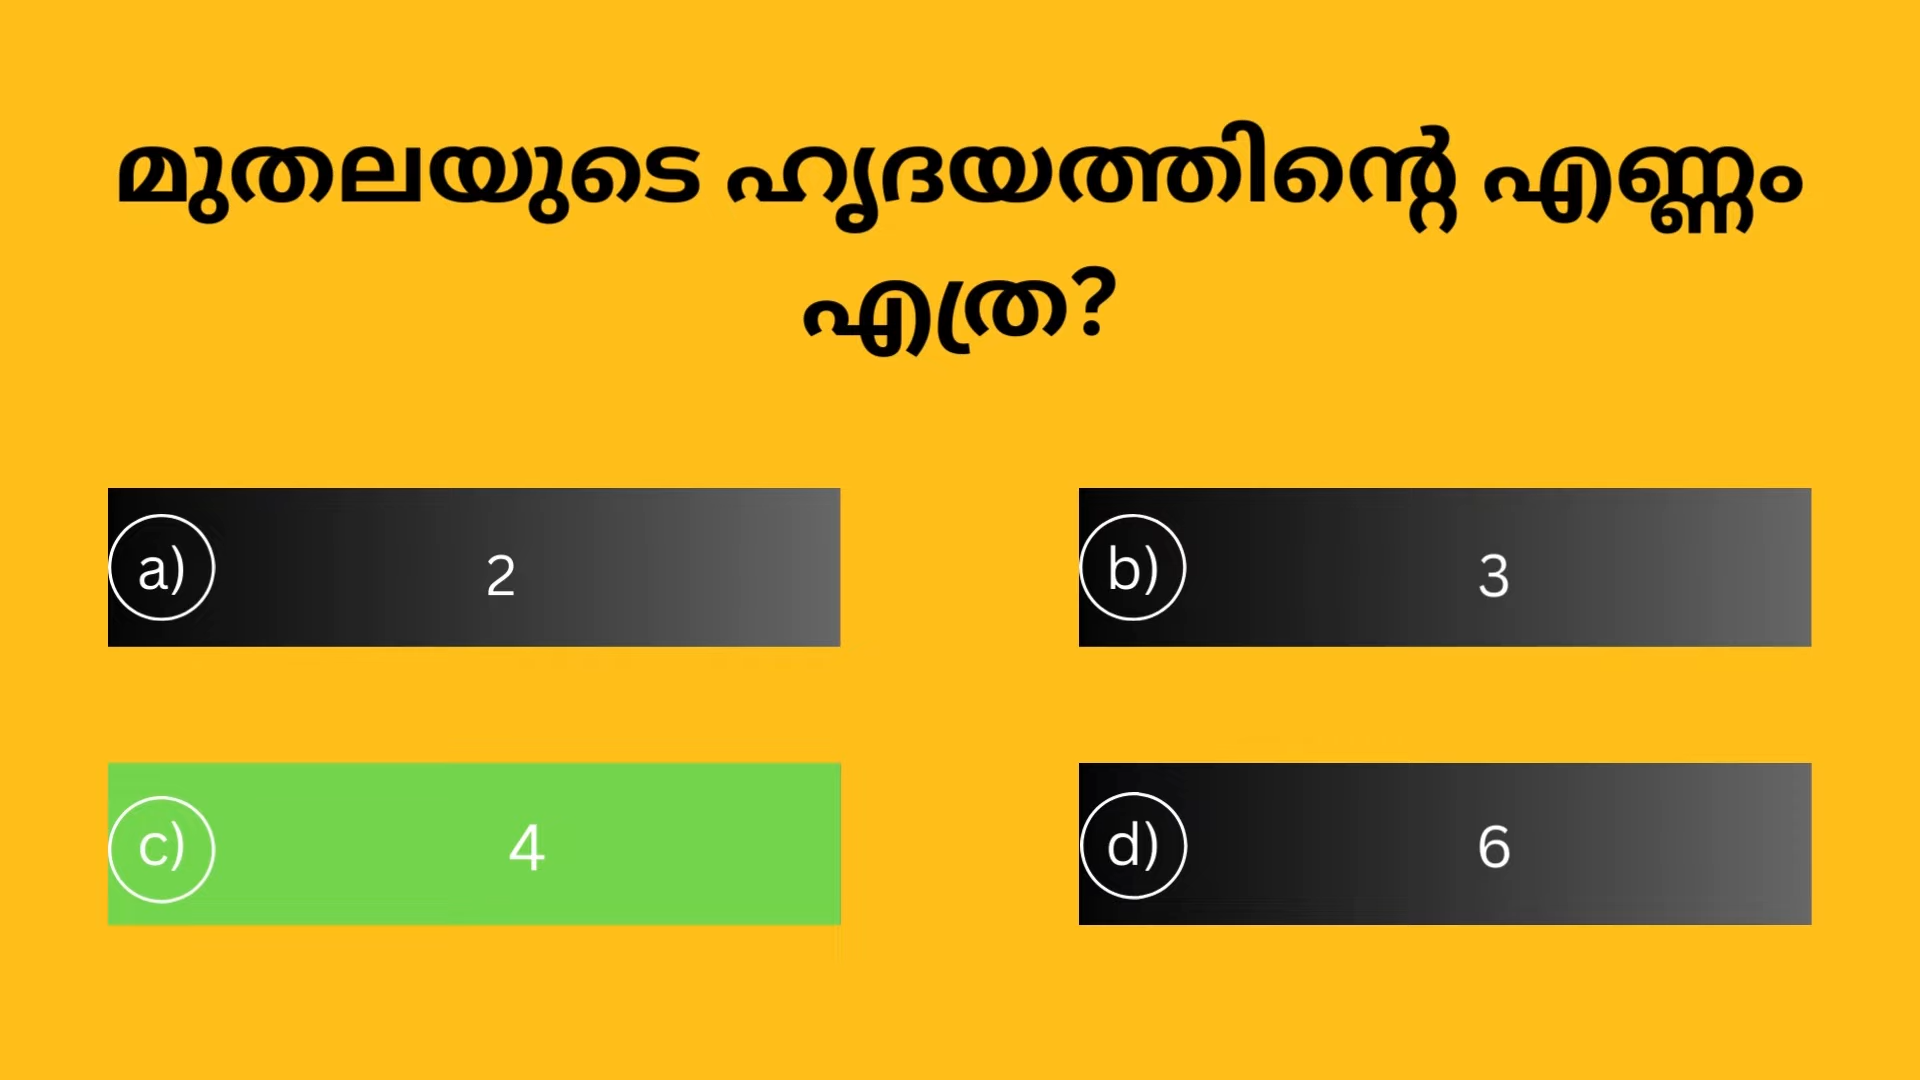 മുതലയുടെ ഹൃദയത്തിന്റെ എണ്ണം
എത്ര?
a) 2
b) 3
c) 4
d) 6